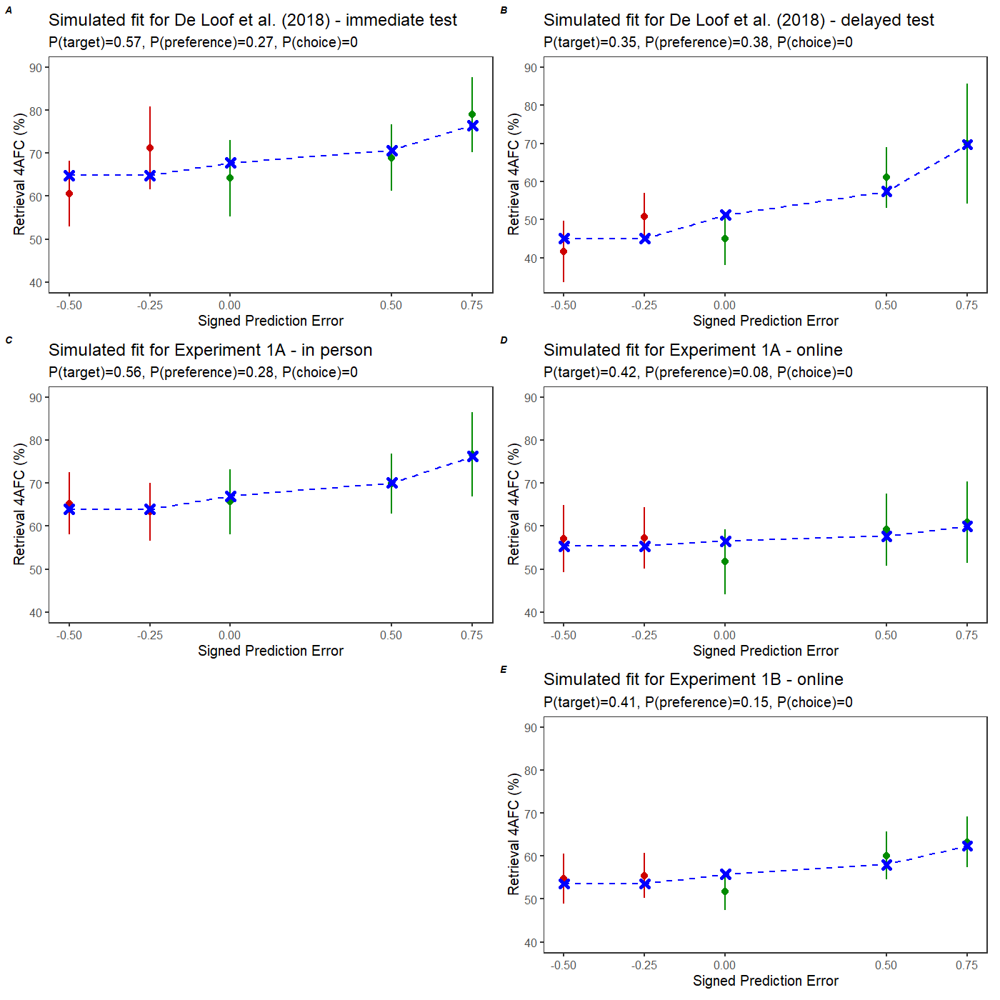 A
Simulated fit for De Loof et al. (2018) - immediate test
P(target)=0.57, P(preference)=0.27, P(choice)=0
Retrieval 4AFC (%)
90
80
70
60
50
40
-0.50 -0.25 0.00 0.50 0.75
Signed Prediction Error
B
Simulated fit for De Loof et al. (2018) - delayed test
P(target)=0.35, P(preference)=0.38, P(choice)=0
Retrieval 4AFC (%)
90
80
70
60
50
40
-0.50 -0.25 0.00 0.50 0.75
Signed Prediction Error
C
Simulated fit for Experiment 1A - in person
P(target)=0.56, P(preference)=0.28, P(choice)=0
Retrieval 4AFC (%)
90
80
70
60
50
40
-0.50 -0.25 0.00 0.50 0.75
Signed Prediction Error
D
Simulated fit for Experiment 1A - online
P(target)=0.42, P(preference)=0.08, P(choice)=0
Retrieval 4AFC (%)
90
80
70
60
50
40
-0.50 -0.25 0.00 0.50 0.75
Signed Prediction Error
E
Simulated fit for Experiment 1B - online
P(target)=0.41, P(preference)=0.15, P(choice)=0
Retrieval 4AFC (%)
90
80
70
60
50
40
-0.50 -0.25 0.00 0.50 0.75
Signed Prediction Error